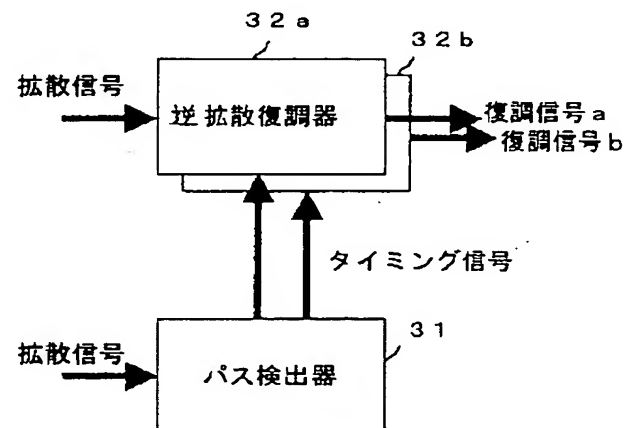 ３２ａ
３２ｂ
拡散信号
逆拡散復調器
復調信号ａ
復調信号ｂ
タイミング信号
３１
拡散信号
パス検出器